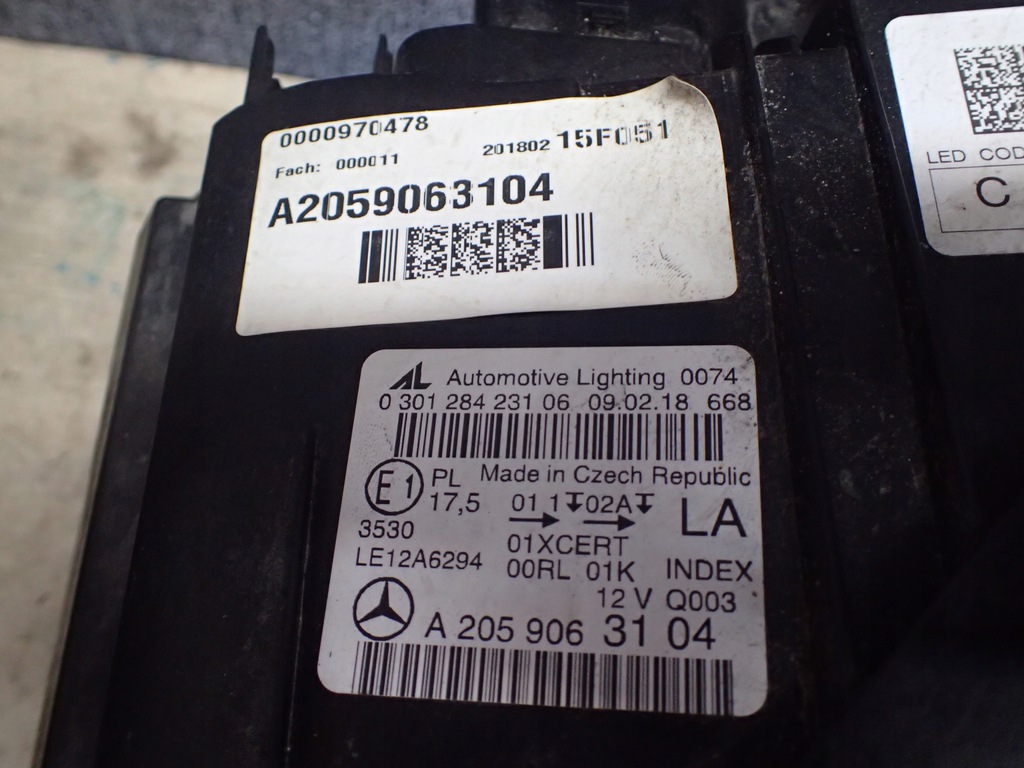 0000970478
Fach: 000011
201802 15F051
A2059063104
LED COD
C
AL Automotive Lighting 0074
0 301 284 231 06 09.02.18 668
Made in Czech Republic
E1 PL 17,5
01 1 02A
LA
3530
01XCERT
LE12A6294
00RL 01K INDEX
12 V Q003
A 205 906 31 04